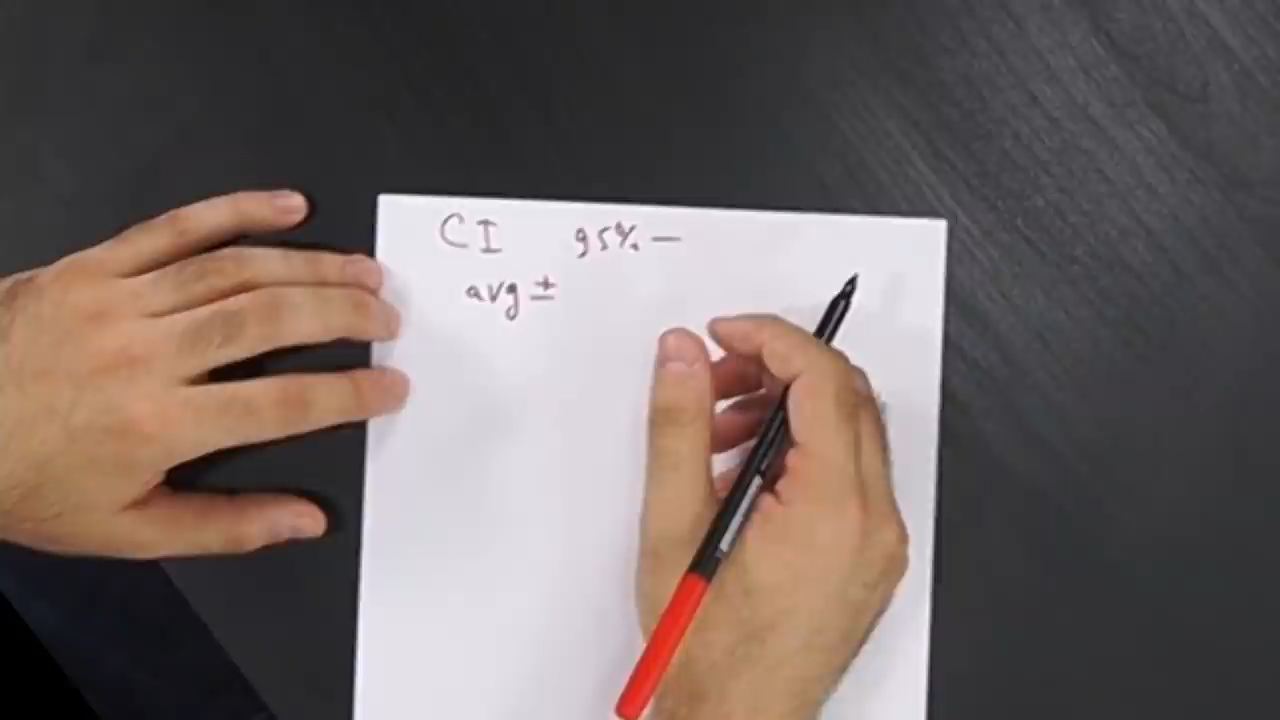 CI 95% —
avg ±